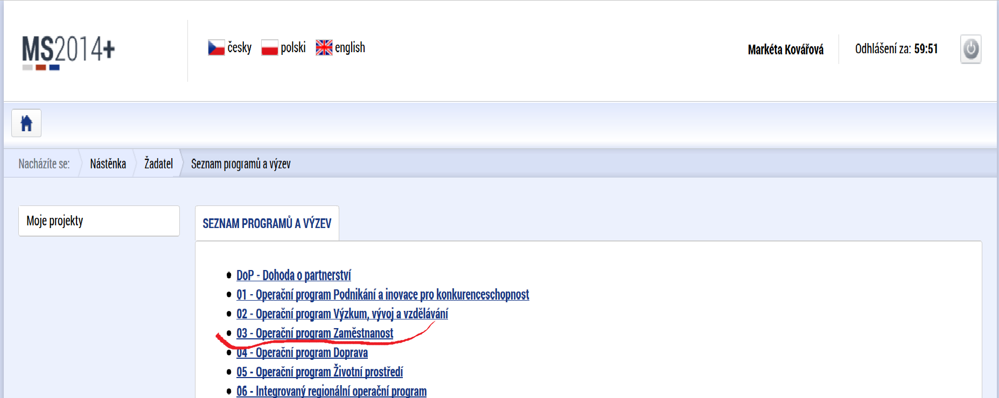 MS2014+
česky polski english
Markéta Kovářová Odhlášení za: 59:51
Nacházíte se: Nástěnka Žadatel Seznam programů a výzev
Moje projekty
SEZNAM PROGRAMŮ A VÝZEV
DoP - Dohoda o partnerství
01 - Operační program Podnikání a inovace pro konkurenceschopnost
02 - Operační program Výzkum, vývoj a vzdělávání
03 - Operační program Zaměstnanost
04 - Operační program Doprava
05 - Operační program Životní prostředí
06 - Integrovaný regionální operační program